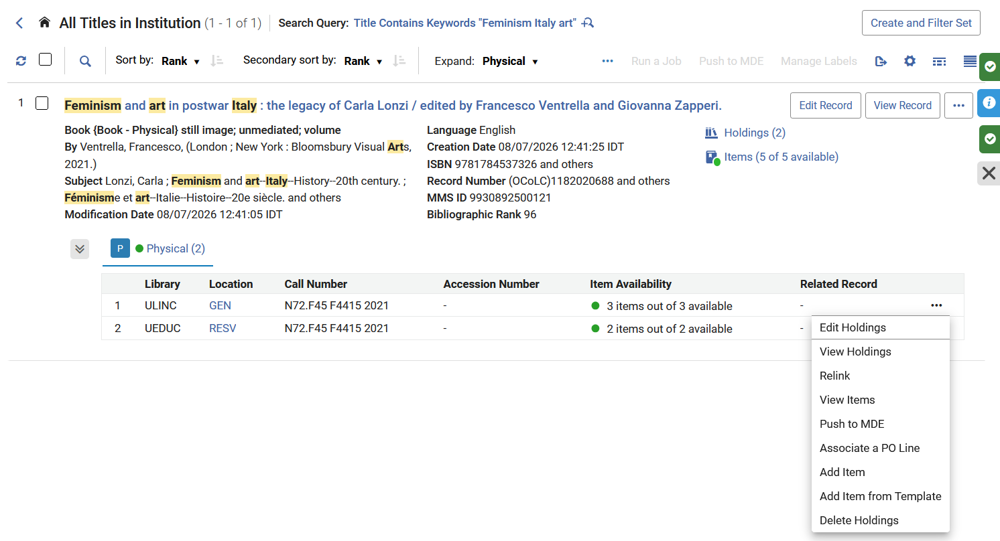 All Titles in Institution (1 - 1 of 1) Search Query: Title Contains Keywords "Feminism Italy art" Create and Filter Set
Sort by: Rank Secondary sort by: Rank Expand: Physical ••• Run a Job Push to MDE Manage Labels
1 Feminism and art in postwar Italy : the legacy of Carla Lonzi / edited by Francesco Ventrella and Giovanna Zapperi. Edit Record View Record •••
Book {Book - Physical} still image; unmediated; volume
By Ventrella, Francesco, (London ; New York : Bloomsbury Visual Arts,
2021.)
Subject Lonzi, Carla ; Feminism and art--Italy--History--20th century. ;
Féminisme et art--Italie--Histoire--20e siècle. and others
Modification Date 08/07/2026 12:41:05 IDT
Language English
Creation Date 08/07/2026 12:41:25 IDT
ISBN 9781784537326 and others
Record Number (OCoLC)1182020688 and others
MMS ID 9930892500121
Bibliographic Rank 96
Holdings (2)
Items (5 of 5 available)
P Physical (2)
Library Location Call Number Accession Number Item Availability Related Record
1 ULINC GEN N72.F45 F4415 2021 - 3 items out of 3 available - •••
2 UEDUC RESV N72.F45 F4415 2021 - 2 items out of 2 available -
Edit Holdings
View Holdings
Relink
View Items
Push to MDE
Associate a PO Line
Add Item
Add Item from Template
Delete Holdings